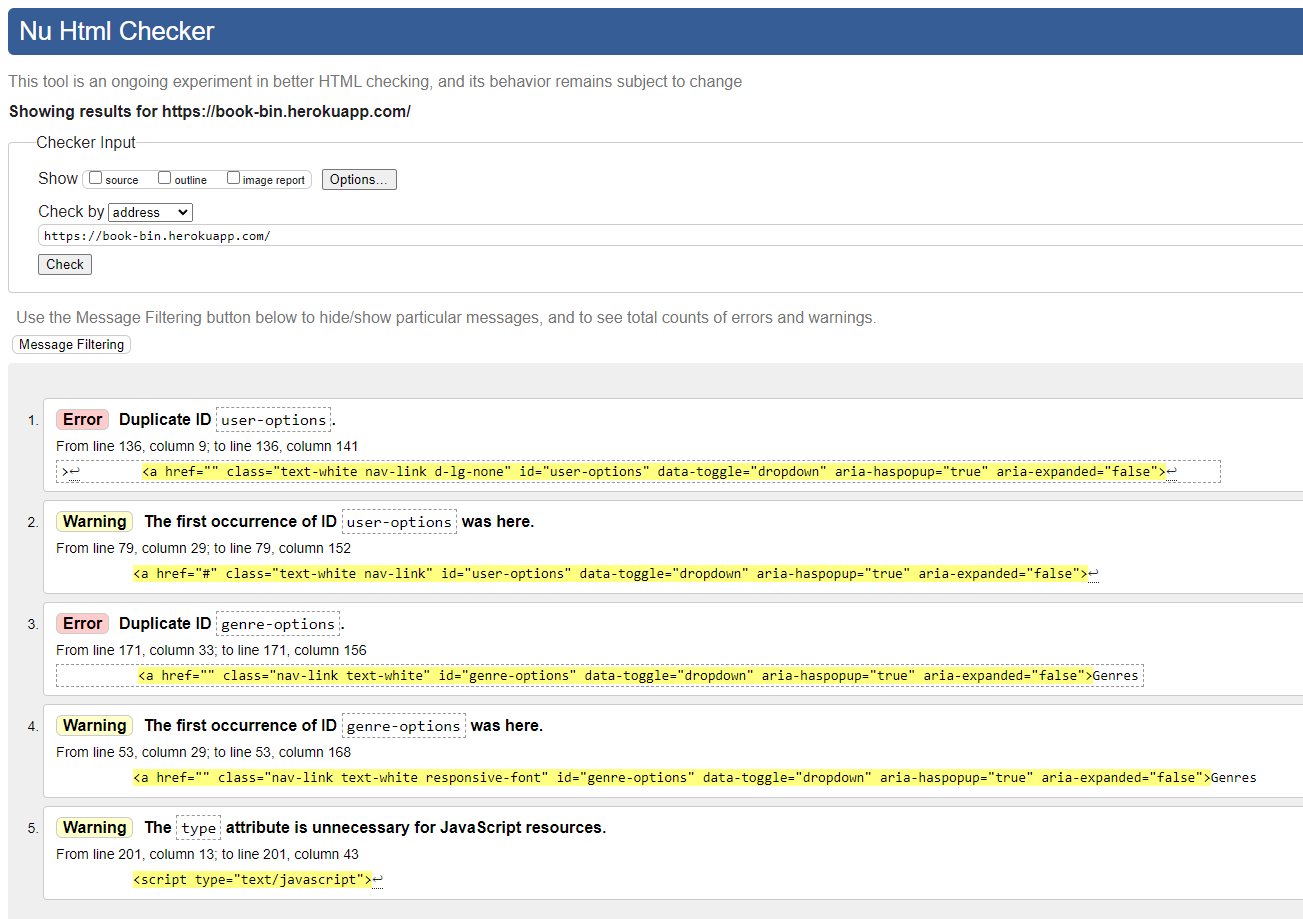 Nu Html Checker
This tool is an ongoing experiment in better HTML checking, and its behavior remains subject to change
Showing results for https://book-bin.herokuapp.com/
Checker Input
Show source outline image report Options...
Check by address
https://book-bin.herokuapp.com/
Check
Use the Message Filtering button below to hide/show particular messages, and to see total counts of errors and warnings.
Message Filtering
1. Error Duplicate ID user-options.
From line 136, column 9; to line 136, column 141
>↩ <a href="" class="text-white nav-link d-lg-none" id="user-options" data-toggle="dropdown" aria-haspopup="true" aria-expanded="false">↩
2. Warning The first occurrence of ID user-options was here.
From line 79, column 29; to line 79, column 152
<a href="#" class="text-white nav-link" id="user-options" data-toggle="dropdown" aria-haspopup="true" aria-expanded="false">↩
3. Error Duplicate ID genre-options.
From line 171, column 33; to line 171, column 156
<a href="" class="nav-link text-white" id="genre-options" data-toggle="dropdown" aria-haspopup="true" aria-expanded="false">Genres
4. Warning The first occurrence of ID genre-options was here.
From line 53, column 29; to line 53, column 168
<a href="" class="nav-link text-white responsive-font" id="genre-options" data-toggle="dropdown" aria-haspopup="true" aria-expanded="false">Genres
5. Warning The type attribute is unnecessary for JavaScript resources.
From line 201, column 13; to line 201, column 43
<script type="text/javascript">↩